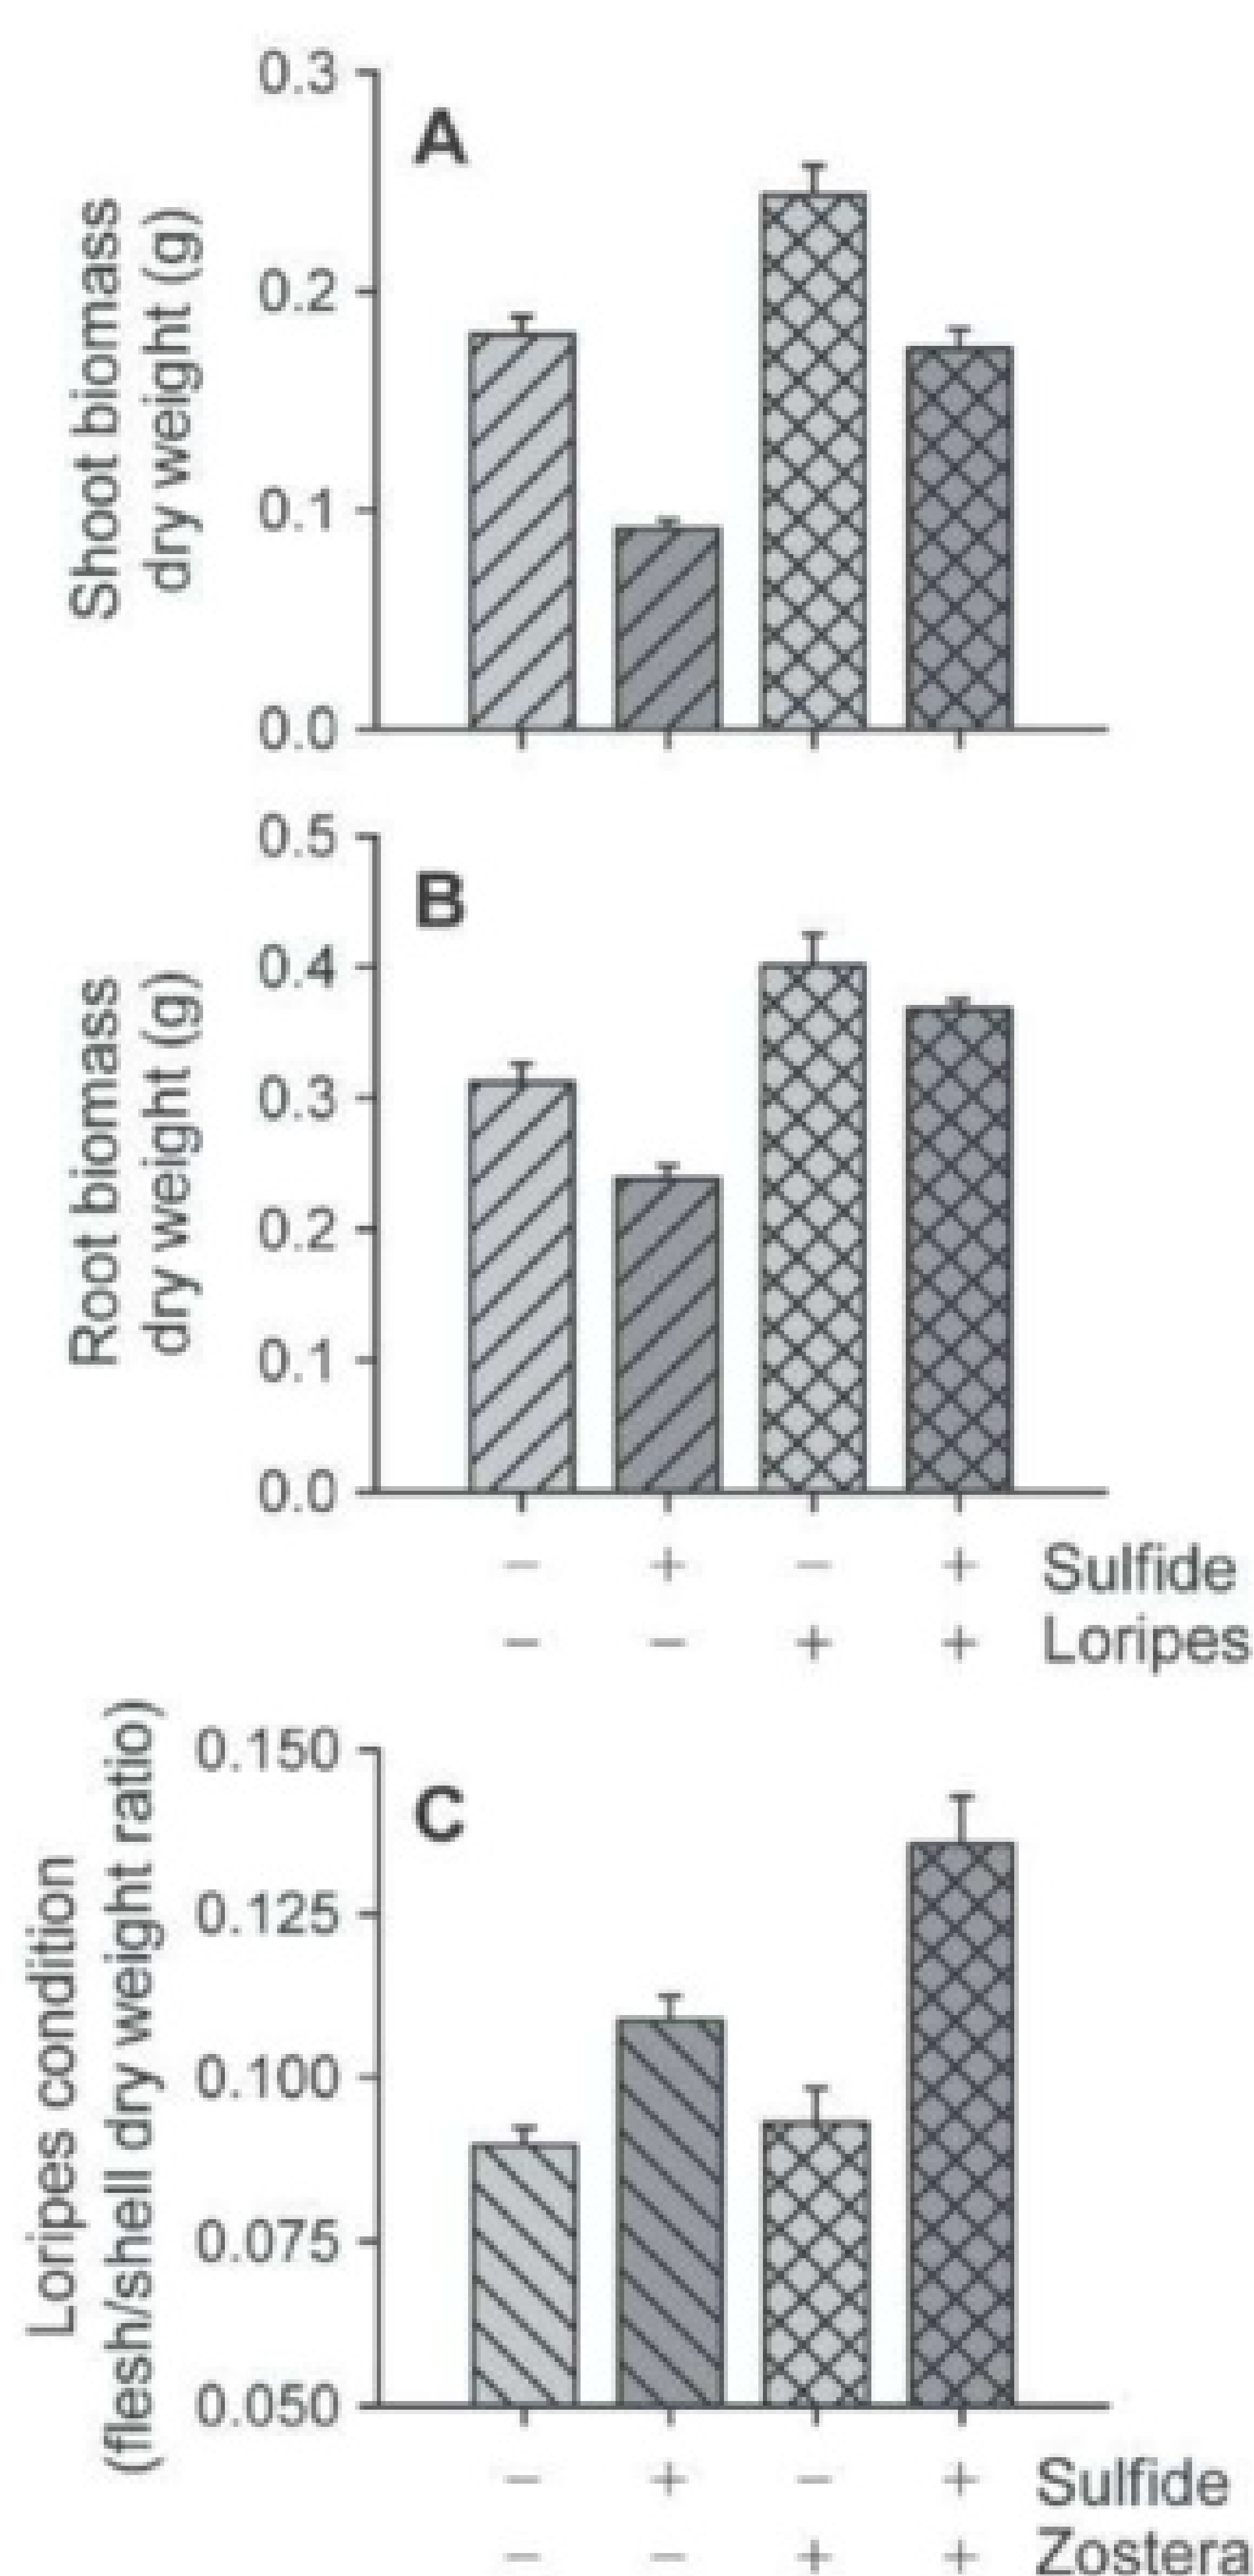 0.3
A
0.2
0.1
0.0
Shoot biomass
dry weight (g)
0.5
B
0.4
0.3
0.2
0.1
0.0
Root biomass
dry weight (g)
− + − + Sulfide
− − + + Loripes
0.150
C
0.125
0.100
0.075
0.050
Loripes condition
(flesh/shell dry weight ratio)
− + − + Sulfide
− − + + Zostera